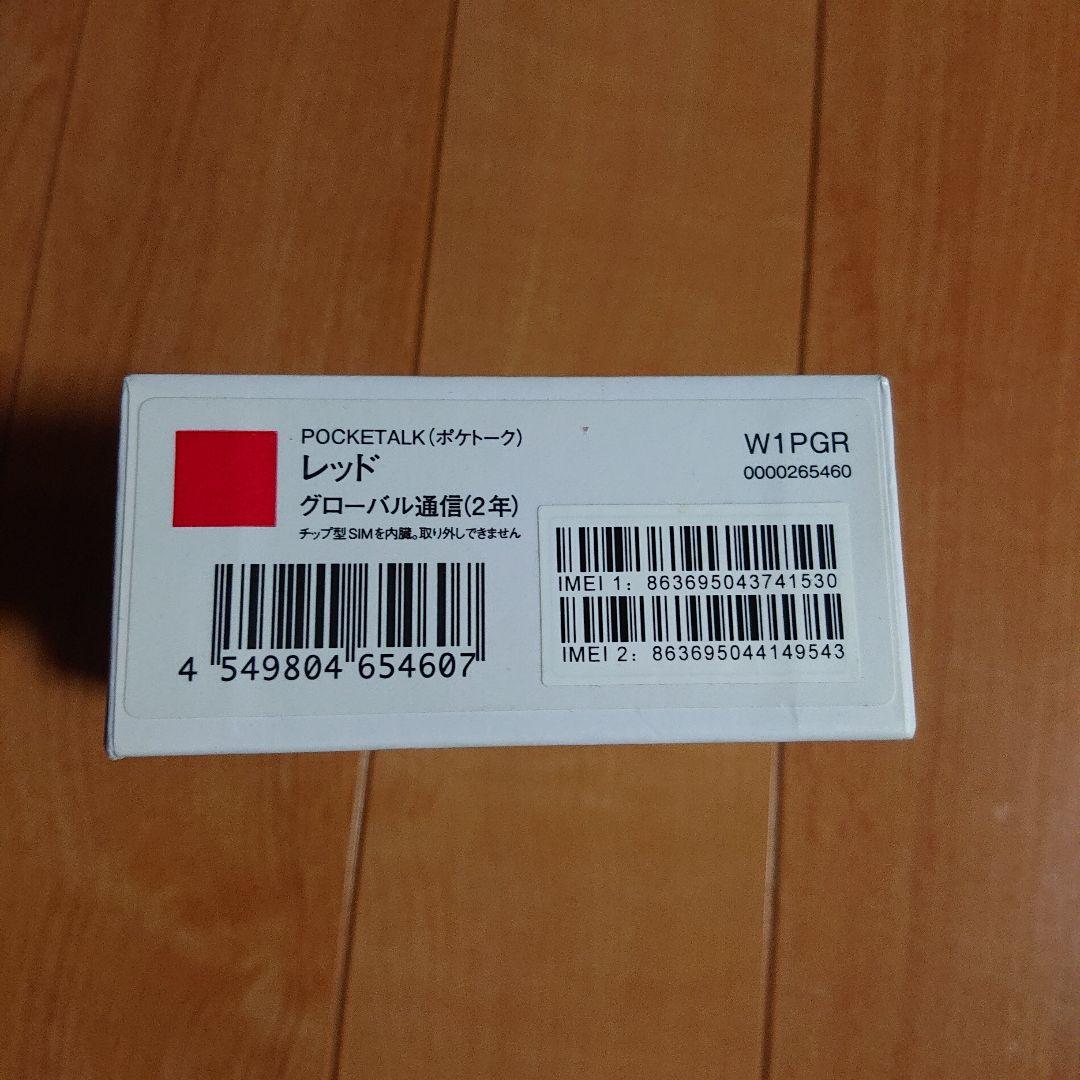 POCKETALK(ポケトーク)
レッド
グローバル通信(2年)
チップ型SIMを内臓。取り外しできません
4 549804 654607
W1PGR
0000265460
IMEI 1: 863695043741530
IMEI 2: 863695044149543